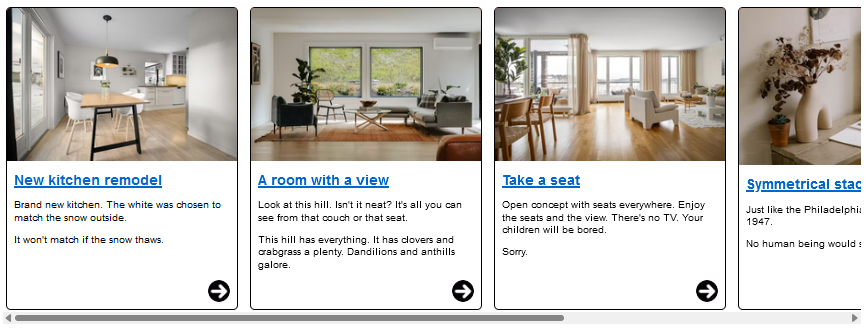 New kitchen remodel
Brand new kitchen. The white was chosen to
match the snow outside.
It won't match if the snow thaws.
A room with a view
Look at this hill. Isn't it neat? It's all you can
see from that couch or that seat.
This hill has everything. It has clovers and
crabgrass a plenty. Dandilions and anthills
galore.
Take a seat
Open concept with seats everywhere. Enjoy
the seats and the view. There's no TV. Your
children will be bored.
Sorry.
Symmetrical stac
Just like the Philadelphia
1947.
No human being would s